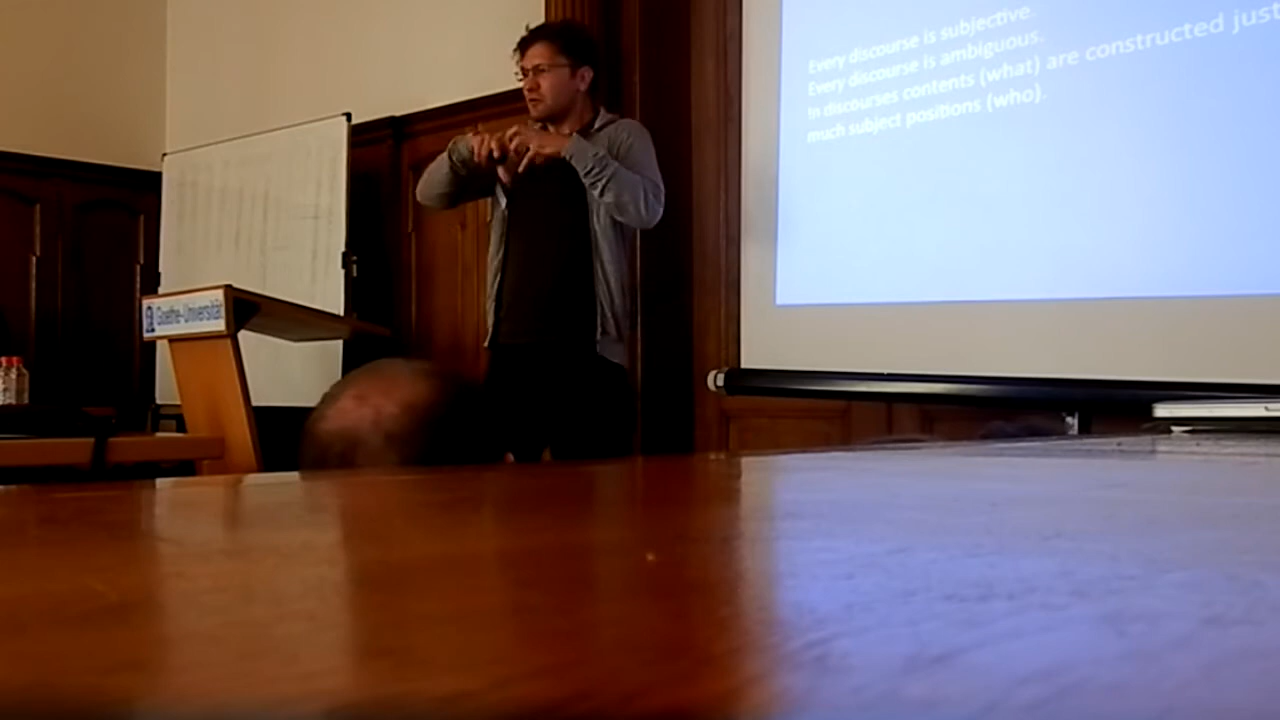 Every discourse is subjective.
Every discourse is ambiguous.
In discourses contents (what) are constructed just
much subject positions (who).
Goethe-Universität